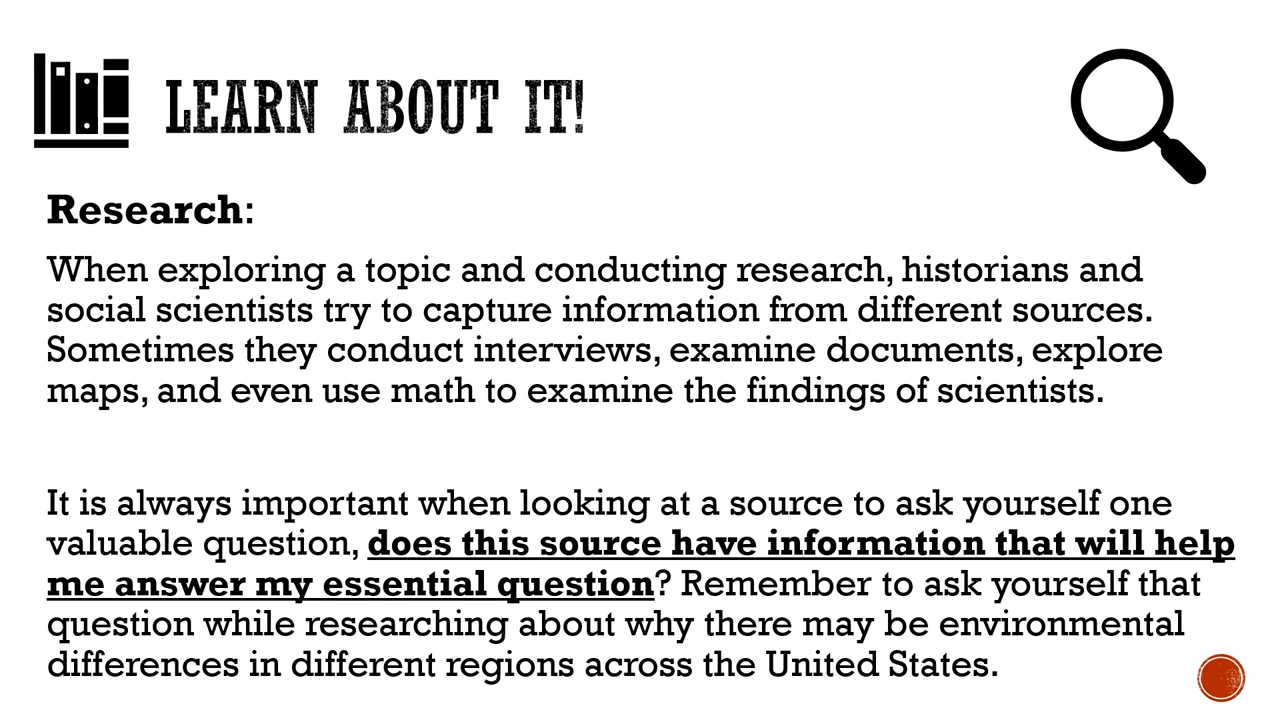 LEARN ABOUT IT!
Research:
When exploring a topic and conducting research, historians and
social scientists try to capture information from different sources.
Sometimes they conduct interviews, examine documents, explore
maps, and even use math to examine the findings of scientists.
It is always important when looking at a source to ask yourself one
valuable question, does this source have information that will help
me answer my essential question? Remember to ask yourself that
question while researching about why there may be environmental
differences in different regions across the United States.